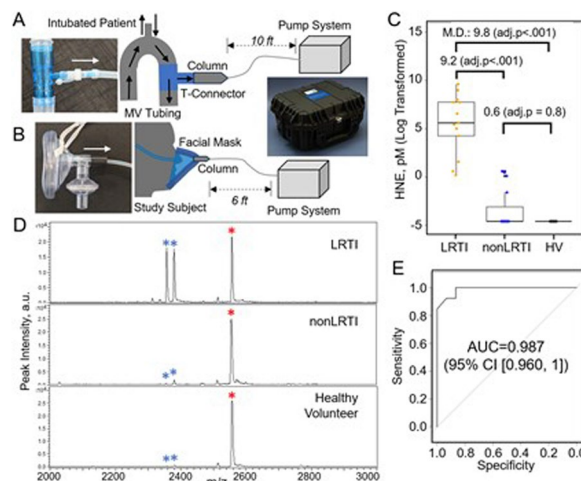 A
Intubated Patient
Pump System
Column
10 ft
T-Connector
MV Tubing
B
Facial Mask
Column
6 ft
Study Subject
Pump System
C
HNE, pM (Log Transformed)
M.D.: 9.8 (adj.p<.001)
9.2 (adj.p<.001)
0.6 (adj.p = 0.8)
10
5
0
-5
LRTI nonLRTI HV
D
Peak Intensity, a.u.
* * *
LRTI
* * *
nonLRTI
* * *
Healthy
Volunteer
2000 2200 2400 2600 2800 3000
E
Sensitivity
1.0
0.8
0.6
0.4
0.2
0.0
AUC=0.987
(95% CI [0.960, 1])
1.0 0.8 0.6 0.4 0.2 0.0
Specificity